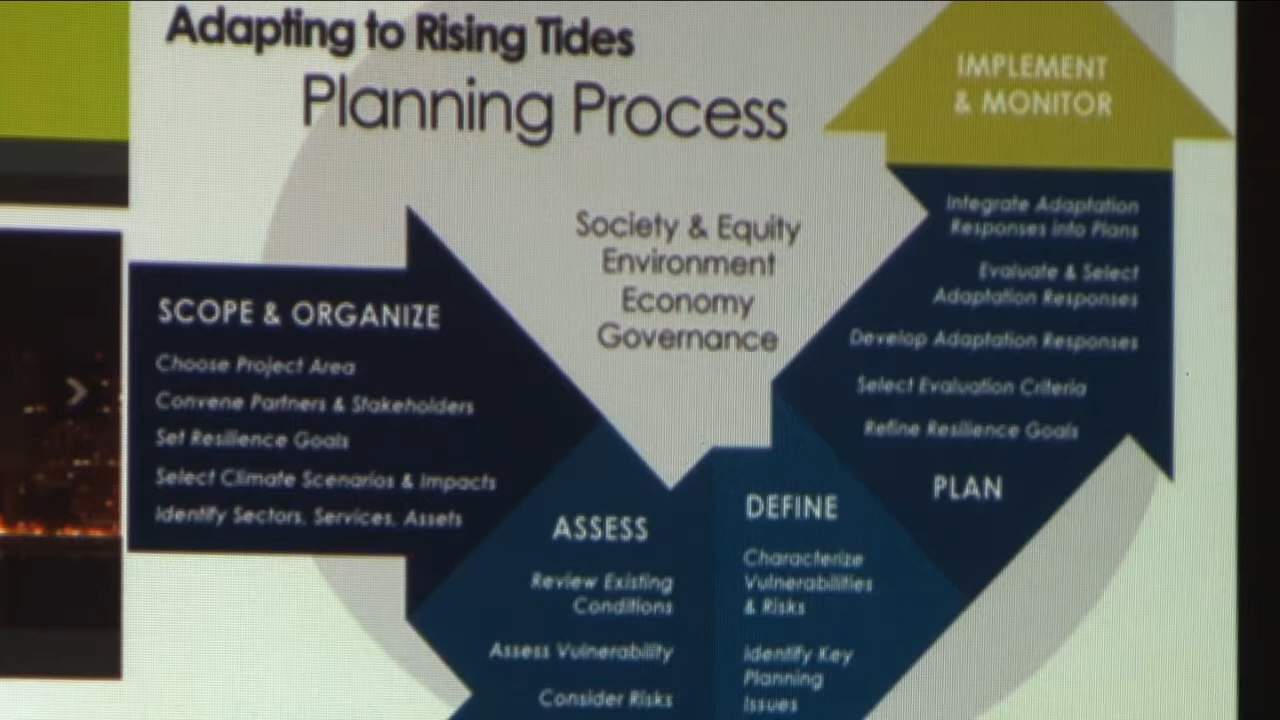 Adapting to Rising Tides
Planning Process
IMPLEMENT
& MONITOR
Society & Equity
Environment
Economy
Governance
SCOPE & ORGANIZE
Choose Project Area
Convene Partners & Stakeholders
Set Resilience Goals
Select Climate Scenarios & Impacts
Identify Sectors, Services, Assets
ASSESS
Review Existing
Conditions
Assess Vulnerability
Consider Risks
DEFINE
Characterize
Vulnerabilities
& Risks
Identify Key
Planning
Issues
Integrate Adaptation
Responses into Plans
Evaluate & Select
Adaptation Responses
Develop Adaptation Responses
Select Evaluation Criteria
Refine Resilience Goals
PLAN